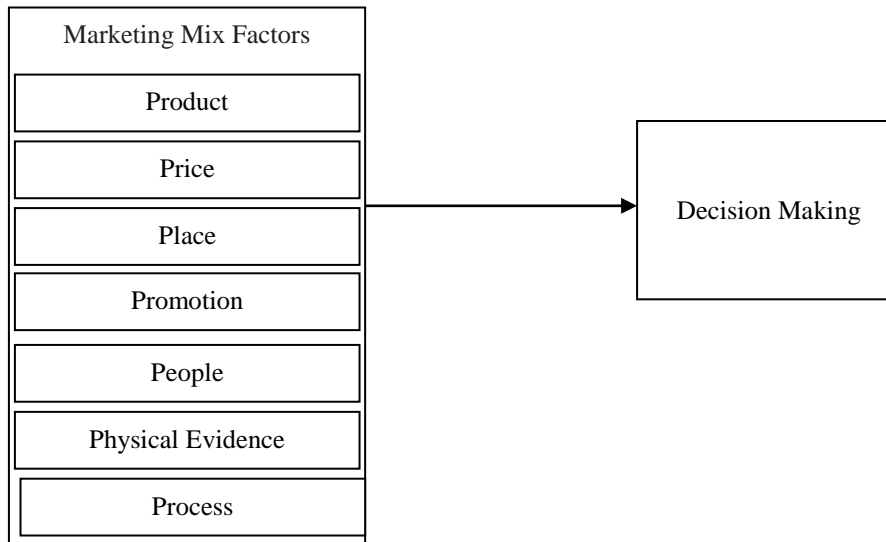 Marketing Mix Factors
Product
Price
Place
Promotion
People
Physical Evidence
Process
Decision Making